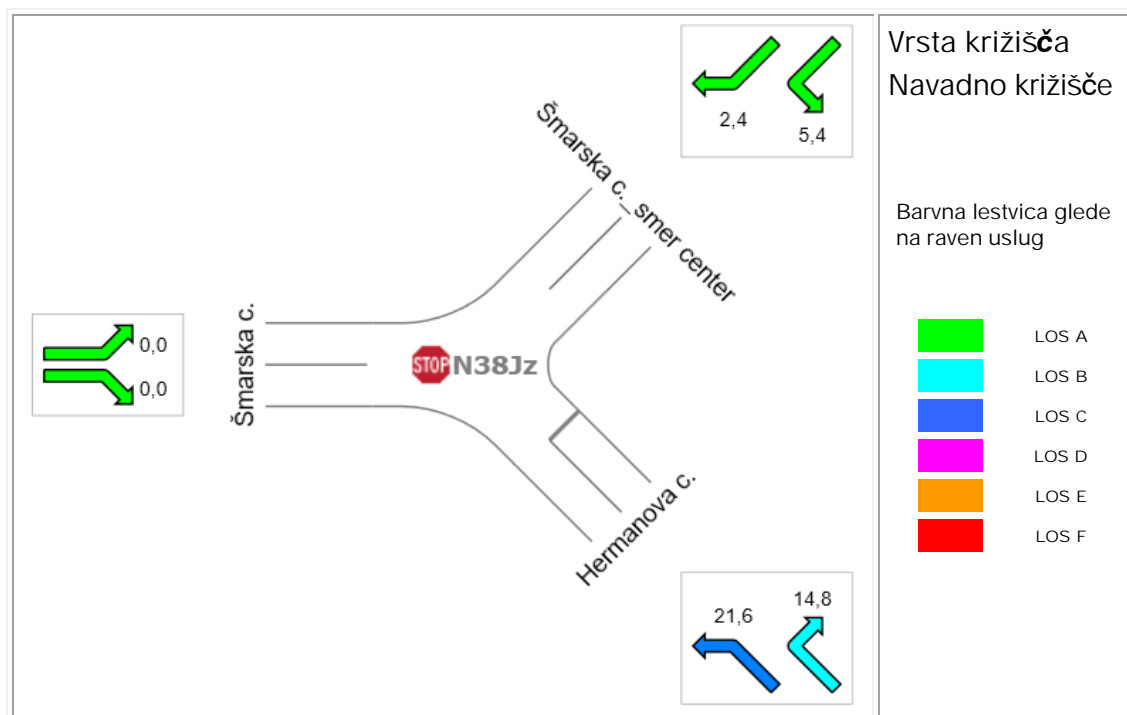 Vrsta križišča
Navadno križišče
2,4
5,4
Šmarska c._smer center
Barvna lestvica glede
na raven uslug
Šmarska c.
0,0
0,0
STOP N38Jz
Hermanova c.
21,6
14,8
LOS A
LOS B
LOS C
LOS D
LOS E
LOS F